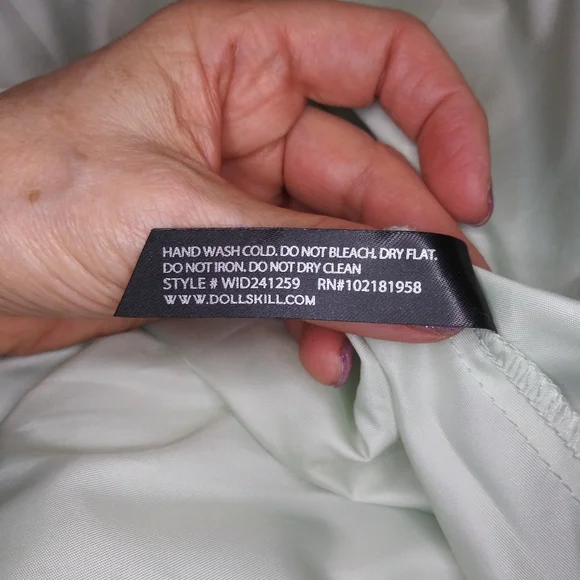 HAND WASH COLD. DO NOT BLEACH. DRY FLAT.
DO NOT IRON. DO NOT DRY CLEAN
STYLE # WID241259 RN#102181958
WWW.DOLLSKILL.COM